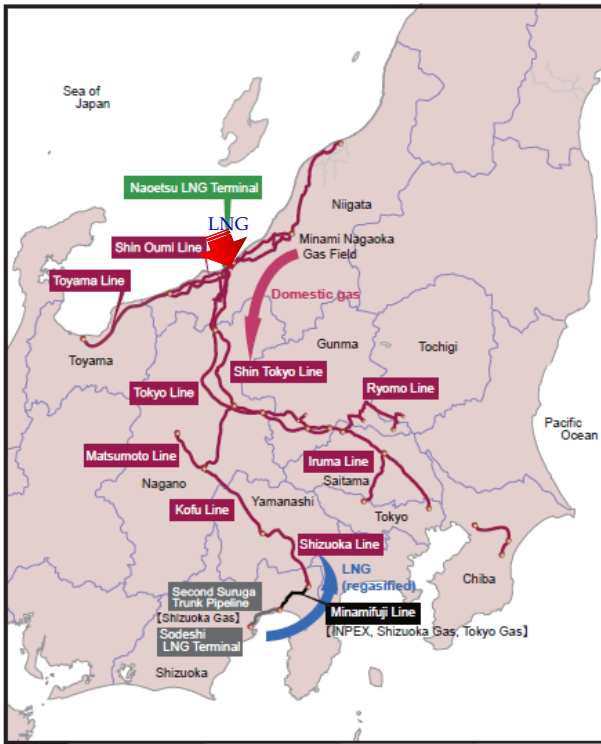 Sea of
Japan
Naoetsu LNG Terminal
LNG
Niigata
Shin Oumi Line
Minami Nagaoka
Gas Field
Toyama Line
Domestic gas
Toyama
Gunma
Tochigi
Shin Tokyo Line
Tokyo Line
Ryomo Line
Pacific
Ocean
Matsumoto Line
Iruma Line
Nagano
Saitama
Kofu Line
Yamanashi
Tokyo
Shizuoka Line
LNG
(regasified)
Chiba
Second Suruga
Trunk Pipeline
Minamifuji Line
【Shizuoka Gas】
【INPEX, Shizuoka Gas, Tokyo Gas】
Sodeshi
LNG Terminal
Shizuoka